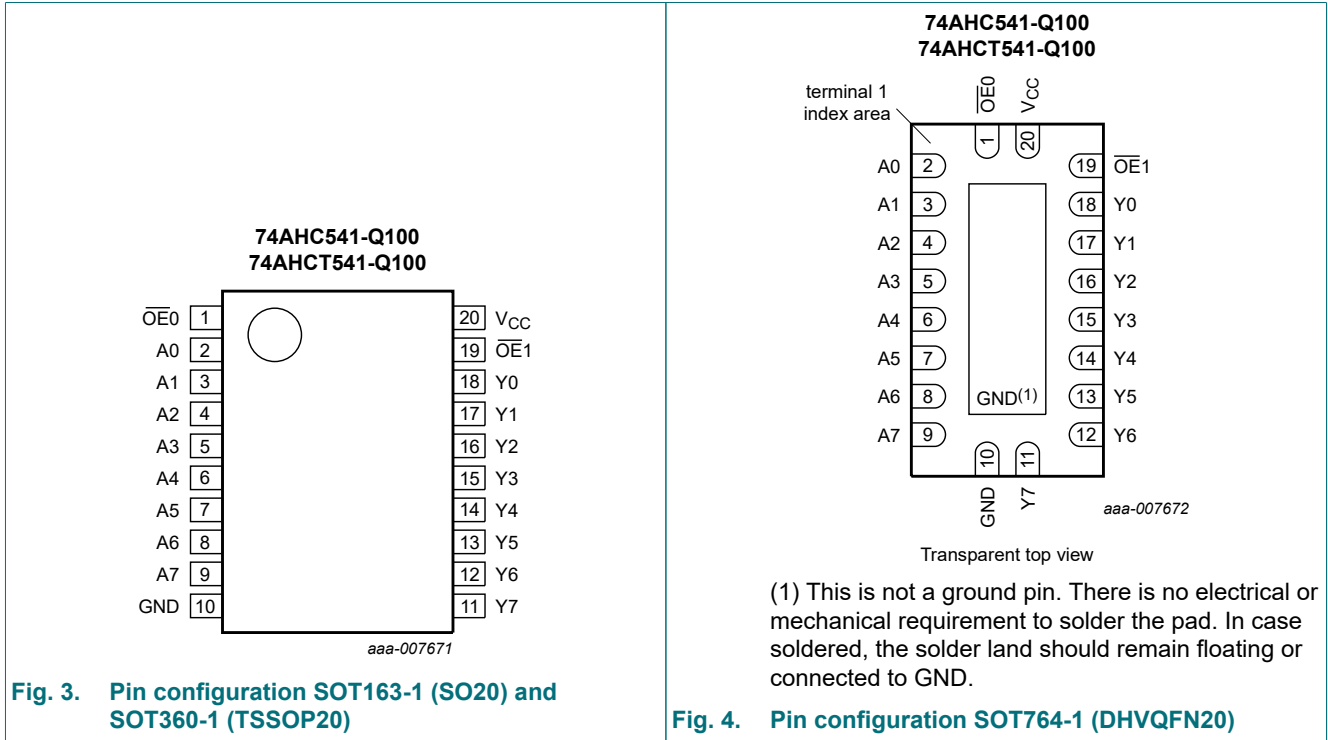 74AHC541-Q100
74AHCT541-Q100
OE0 1
A0 2
A1 3
A2 4
A3 5
A4 6
A5 7
A6 8
A7 9
GND 10
20 VCC
19 OE1
18 Y0
17 Y1
16 Y2
15 Y3
14 Y4
13 Y5
12 Y6
11 Y7
aaa-007671
Fig. 3. Pin configuration SOT163-1 (SO20) and
SOT360-1 (TSSOP20)
74AHC541-Q100
74AHCT541-Q100
terminal 1
index area
OE0
VCC
1
20
A0 2
A1 3
A2 4
A3 5
A4 6
A5 7
A6 8
A7 9
19 OE1
18 Y0
17 Y1
16 Y2
15 Y3
14 Y4
13 Y5
12 Y6
GND(1)
10
11
GND
Y7
aaa-007672
Transparent top view
(1) This is not a ground pin. There is no electrical or
mechanical requirement to solder the pad. In case
soldered, the solder land should remain floating or
connected to GND.
Fig. 4. Pin configuration SOT764-1 (DHVQFN20)